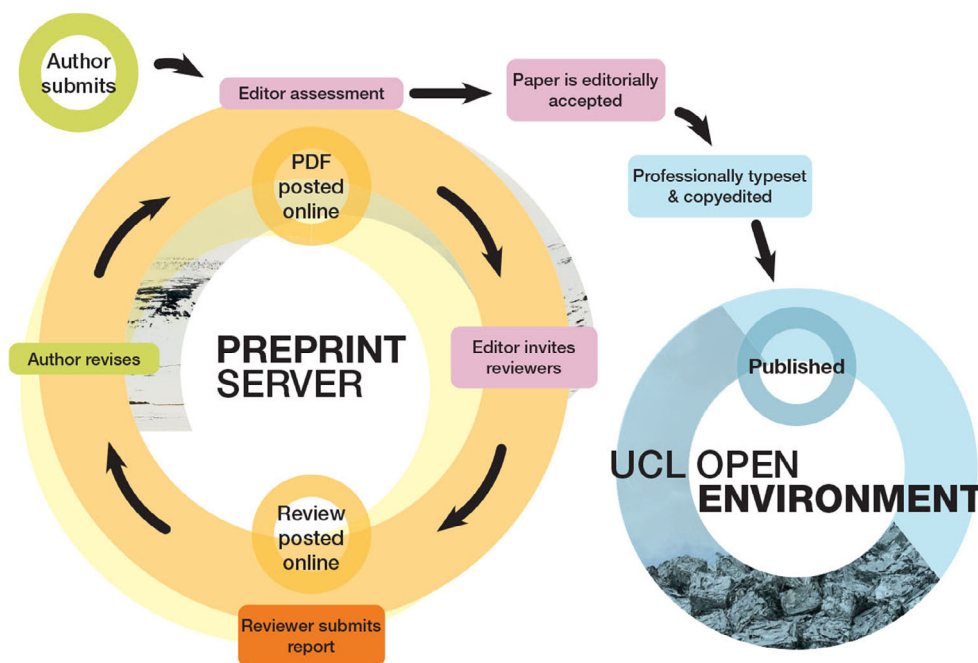 Author
submits
Editor assessment
Paper is editorially
accepted
PDF
posted
online
Professionally typeset
& copyedited
PREPRINT
SERVER
Author revises
Editor invites
reviewers
Published
UCL OPEN
ENVIRONMENT
Review
posted
online
Reviewer submits
report